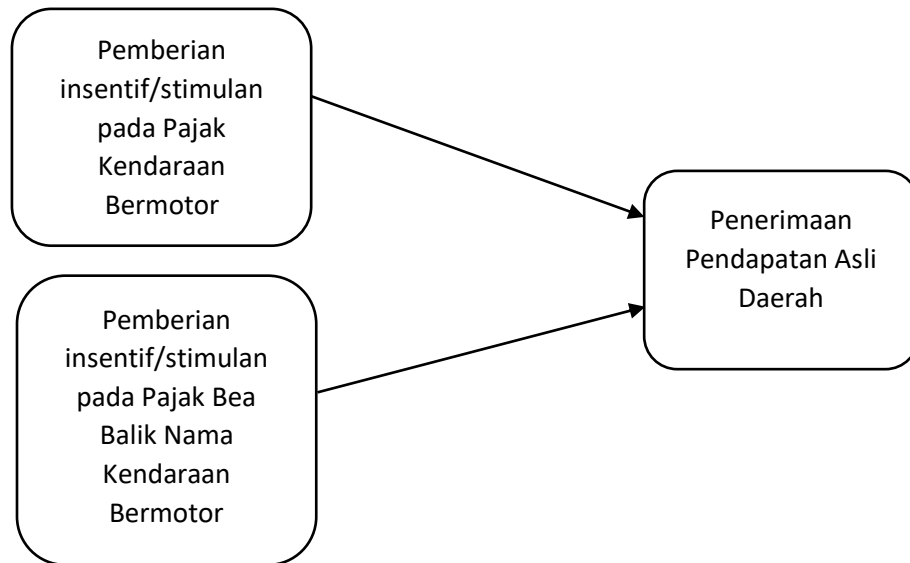 Pemberian
insentif/stimulan
pada Pajak
Kendaraan
Bermotor
Pemberian
insentif/stimulan
pada Pajak Bea
Balik Nama
Kendaraan
Bermotor
Penerimaan
Pendapatan Asli
Daerah